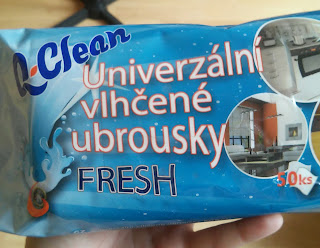 Q-Clean
Univerzální
vlhčené
ubrousky
FRESH
50ks